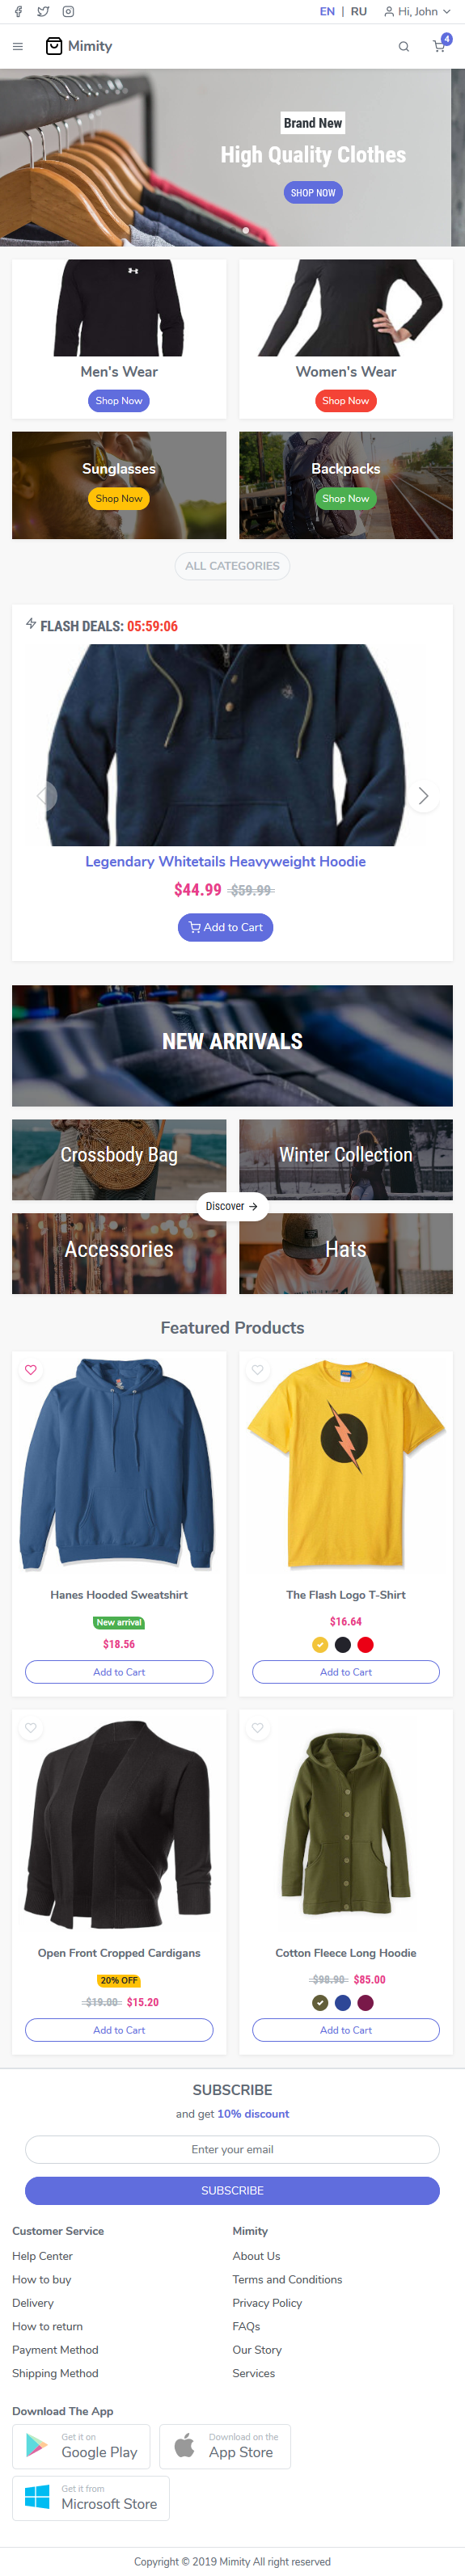 EN | RU Hi, John
Mimity 4
Brand New
High Quality Clothes
SHOP NOW
Men's Wear Women's Wear
Shop Now Shop Now
Sunglasses Backpacks
Shop Now Shop Now
ALL CATEGORIES
FLASH DEALS: 05:59:06
Legendary Whitetails Heavyweight Hoodie
$44.99 $59.99
Add to Cart
NEW ARRIVALS
Crossbody Bag Winter Collection
Discover
Accessories Hats
Featured Products
Hanes Hooded Sweatshirt
New arrival
$18.56
Add to Cart
The Flash Logo T-Shirt
$16.64
Add to Cart
Open Front Cropped Cardigans
20% OFF
$19.00 $15.20
Add to Cart
Cotton Fleece Long Hoodie
$98.90 $85.00
Add to Cart
SUBSCRIBE
and get 10% discount
Enter your email
SUBSCRIBE
Customer Service
Help Center
How to buy
Delivery
How to return
Payment Method
Shipping Method
Mimity
About Us
Terms and Conditions
Privacy Policy
FAQs
Our Story
Services
Download The App
Get it on
Google Play
Download on the
App Store
Get it from
Microsoft Store
Copyright © 2019 Mimity All right reserved